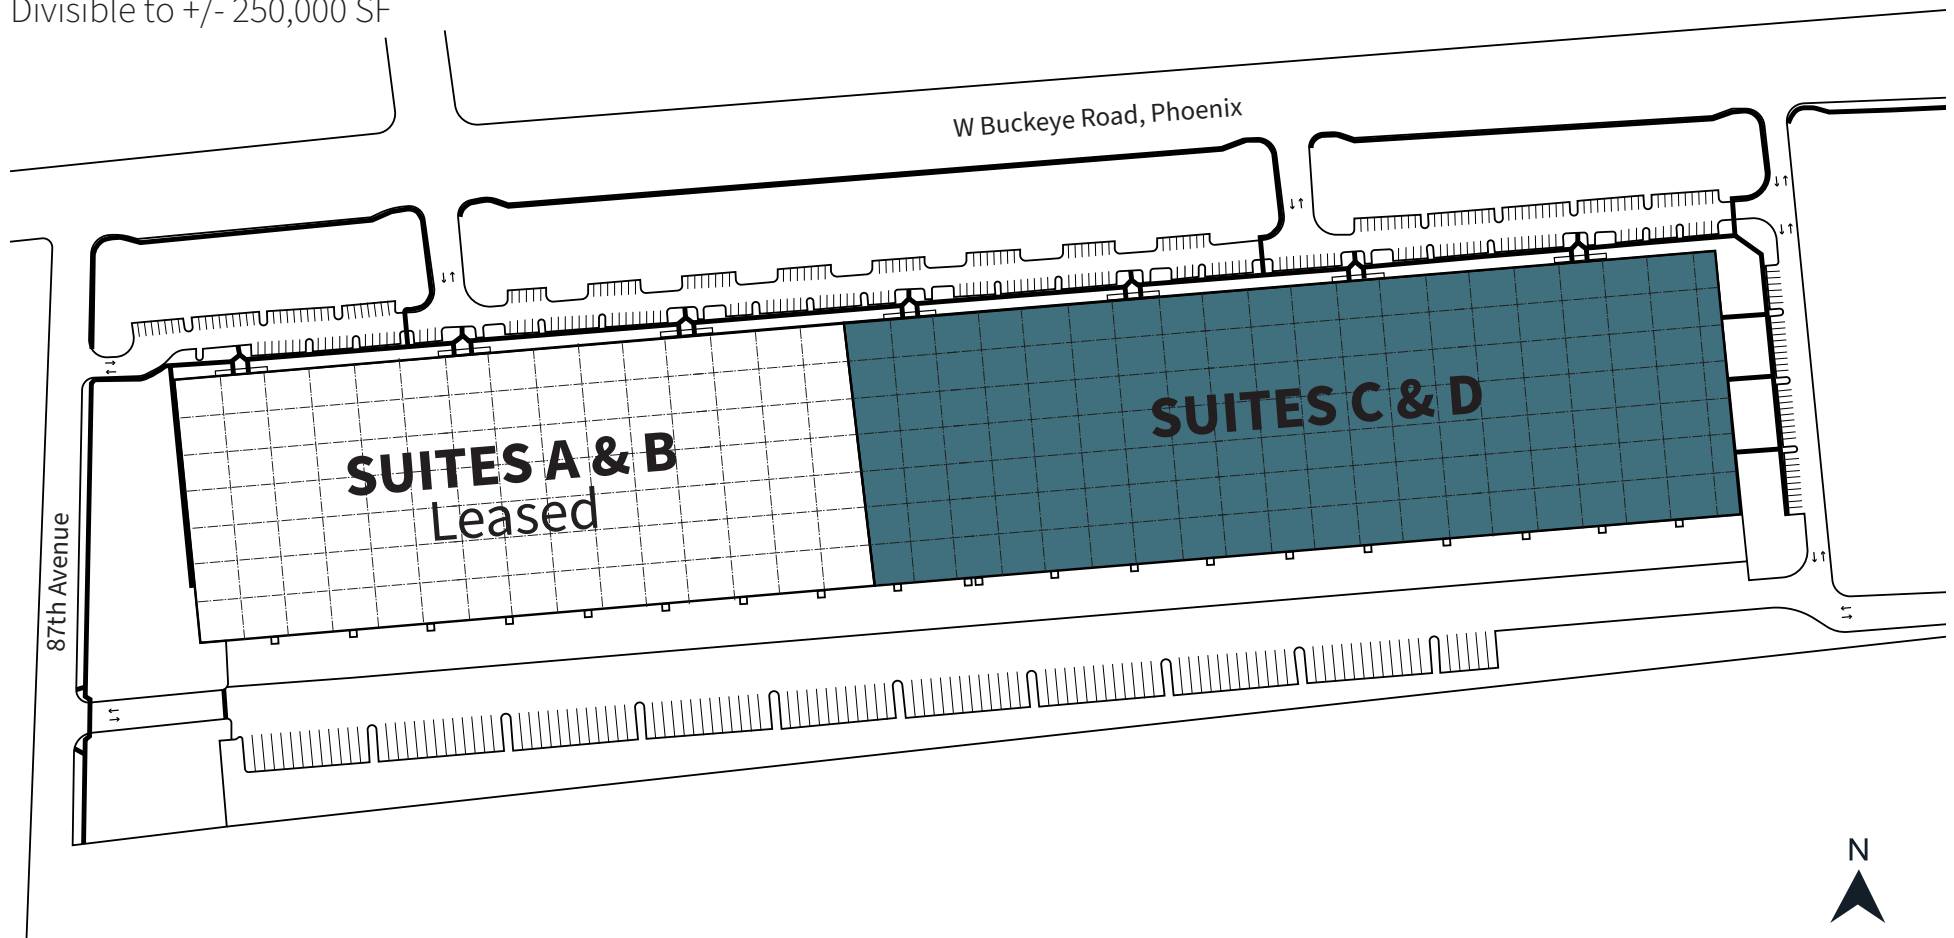 Divisible to +/- 250,000 SF
W Buckeye Road, Phoenix
SUITES C & D
SUITES A & B
Leased
87th Avenue
N